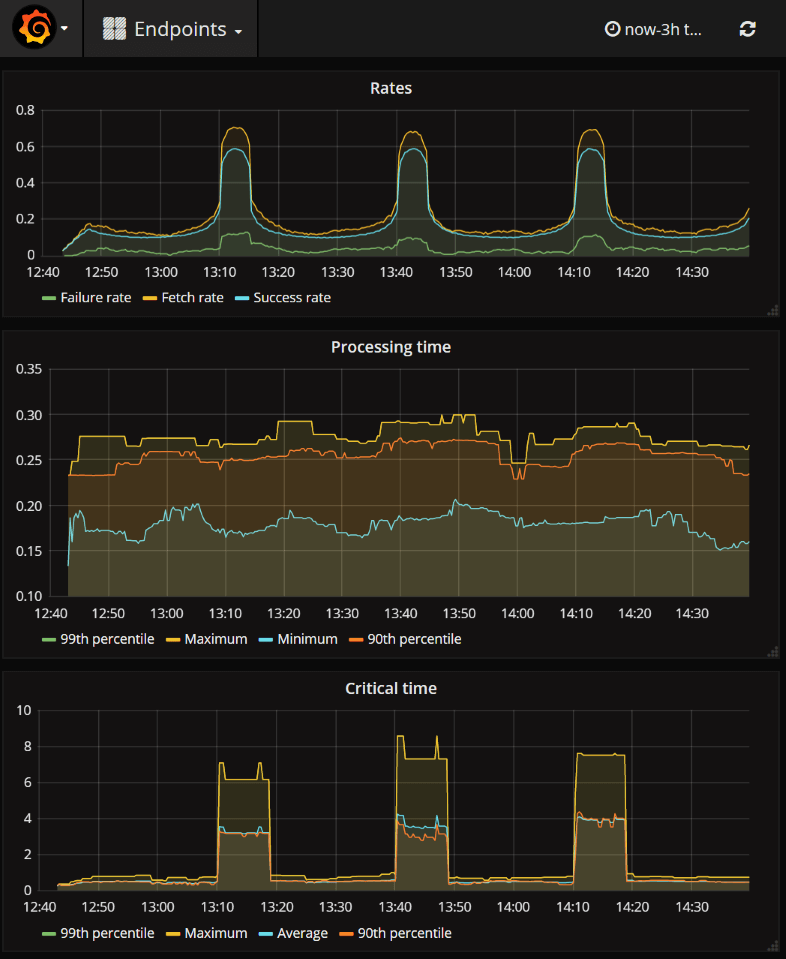 Endpoints
now-3h t...
Rates
0.8
0.6
0.4
0.2
0
12:40 12:50 13:00 13:10 13:20 13:30 13:40 13:50 14:00 14:10 14:20 14:30
Failure rate Fetch rate Success rate
Processing time
0.35
0.30
0.25
0.20
0.15
0.10
12:40 12:50 13:00 13:10 13:20 13:30 13:40 13:50 14:00 14:10 14:20 14:30
99th percentile Maximum Minimum 90th percentile
Critical time
10
8
6
4
2
0
12:40 12:50 13:00 13:10 13:20 13:30 13:40 13:50 14:00 14:10 14:20 14:30
99th percentile Maximum Average 90th percentile